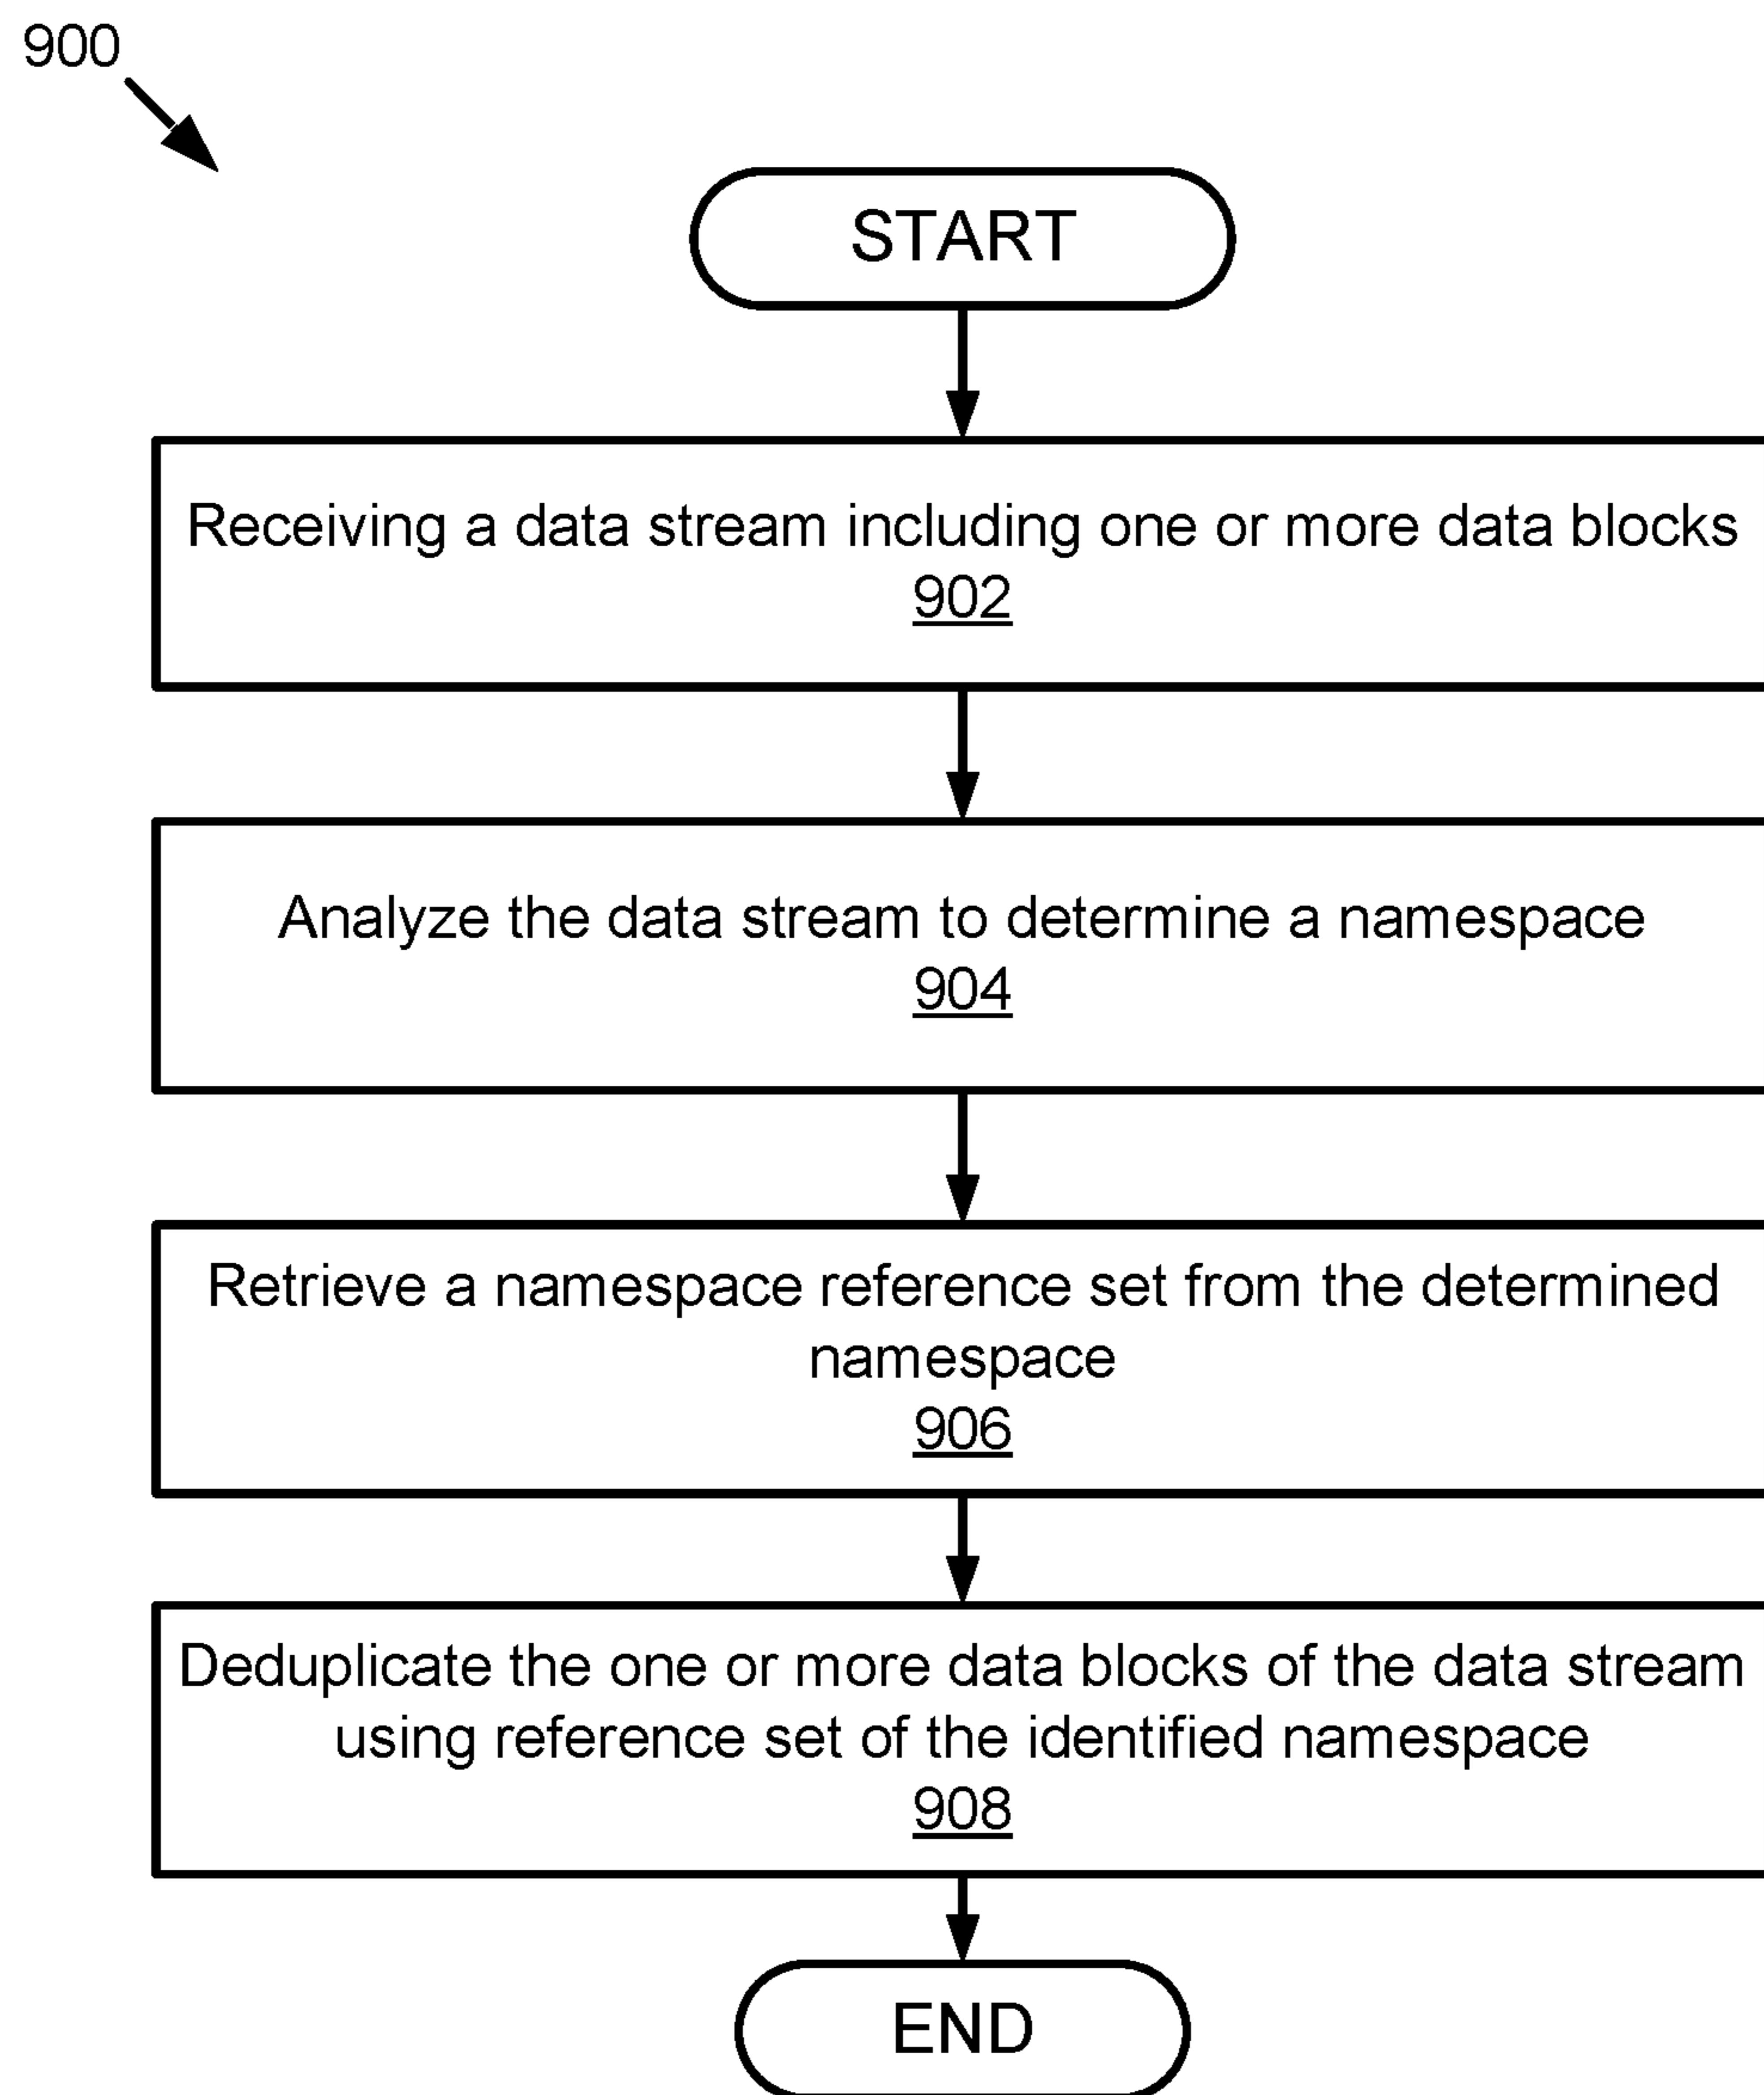 900
START
Receiving a data stream including one or more data blocks
902
Analyze the data stream to determine a namespace
904
Retrieve a namespace reference set from the determined
namespace
906
Deduplicate the one or more data blocks of the data stream
using reference set of the identified namespace
908
END